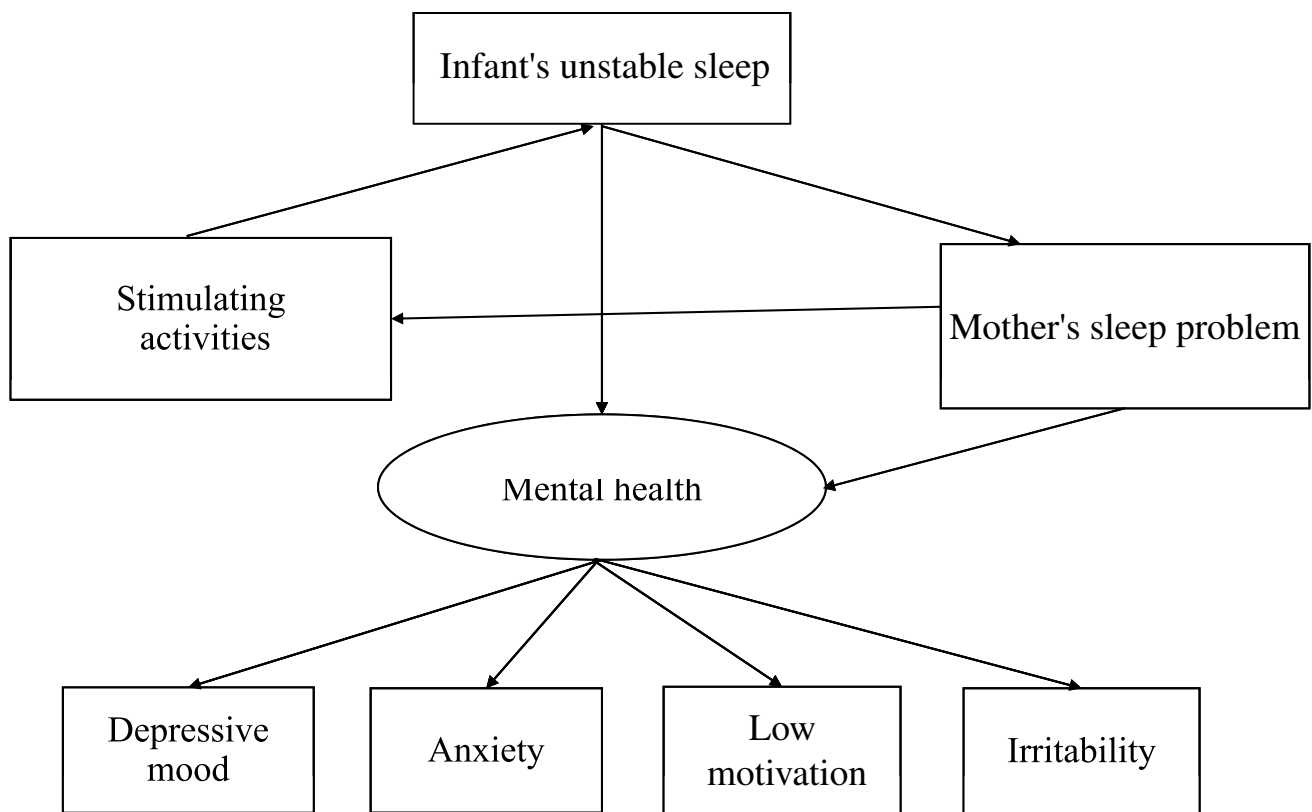 Infant's unstable sleep
Stimulating
activities
Mother's sleep problem
Mental health
Depressive
mood
Anxiety
Low
motivation
Irritability